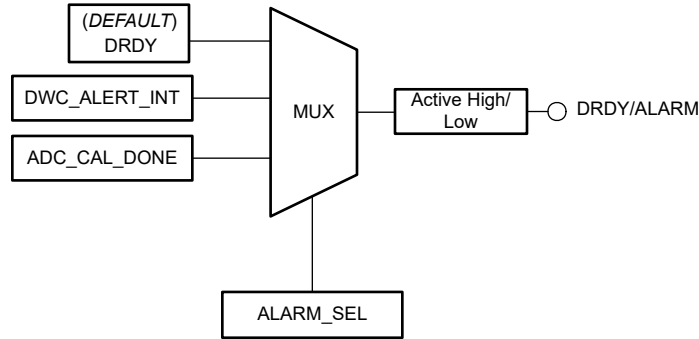 (DEFAULT)
DRDY
DWC_ALERT_INT
ADC_CAL_DONE
MUX
Active High/
Low
DRDY/ALARM
ALARM_SEL